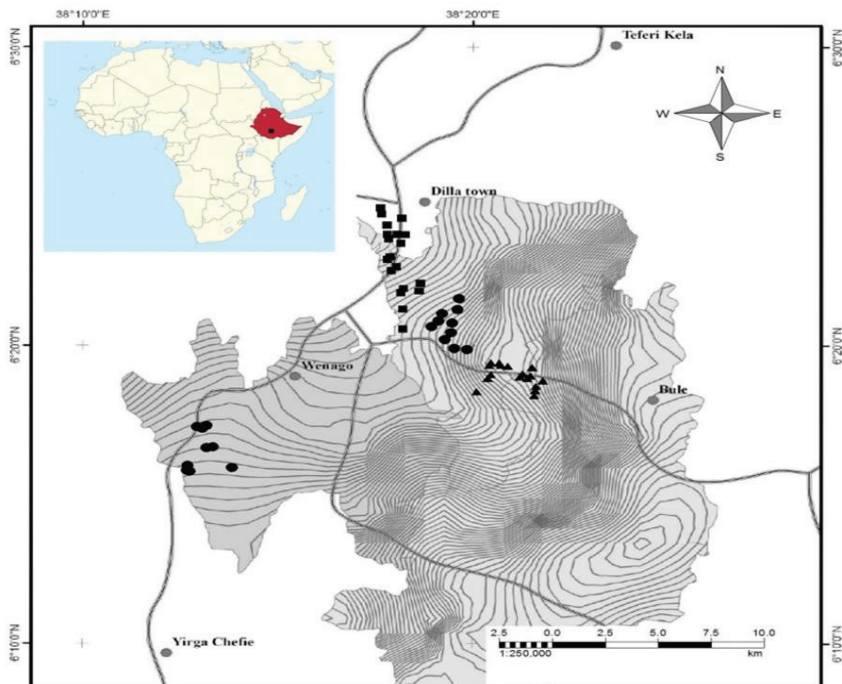 38°10'0"E 38°20'0"E
6°30'0"N 6°30'0"N
Teferi Kela
N
W E
S
Dilla town
6°20'0"N 6°20'0"N
Wenago
Bule
Yirga Chefie
6°10'0"N 6°10'0"N
2.5 0.0 2.5 5.0 7.5 10.0
1:250,000 km